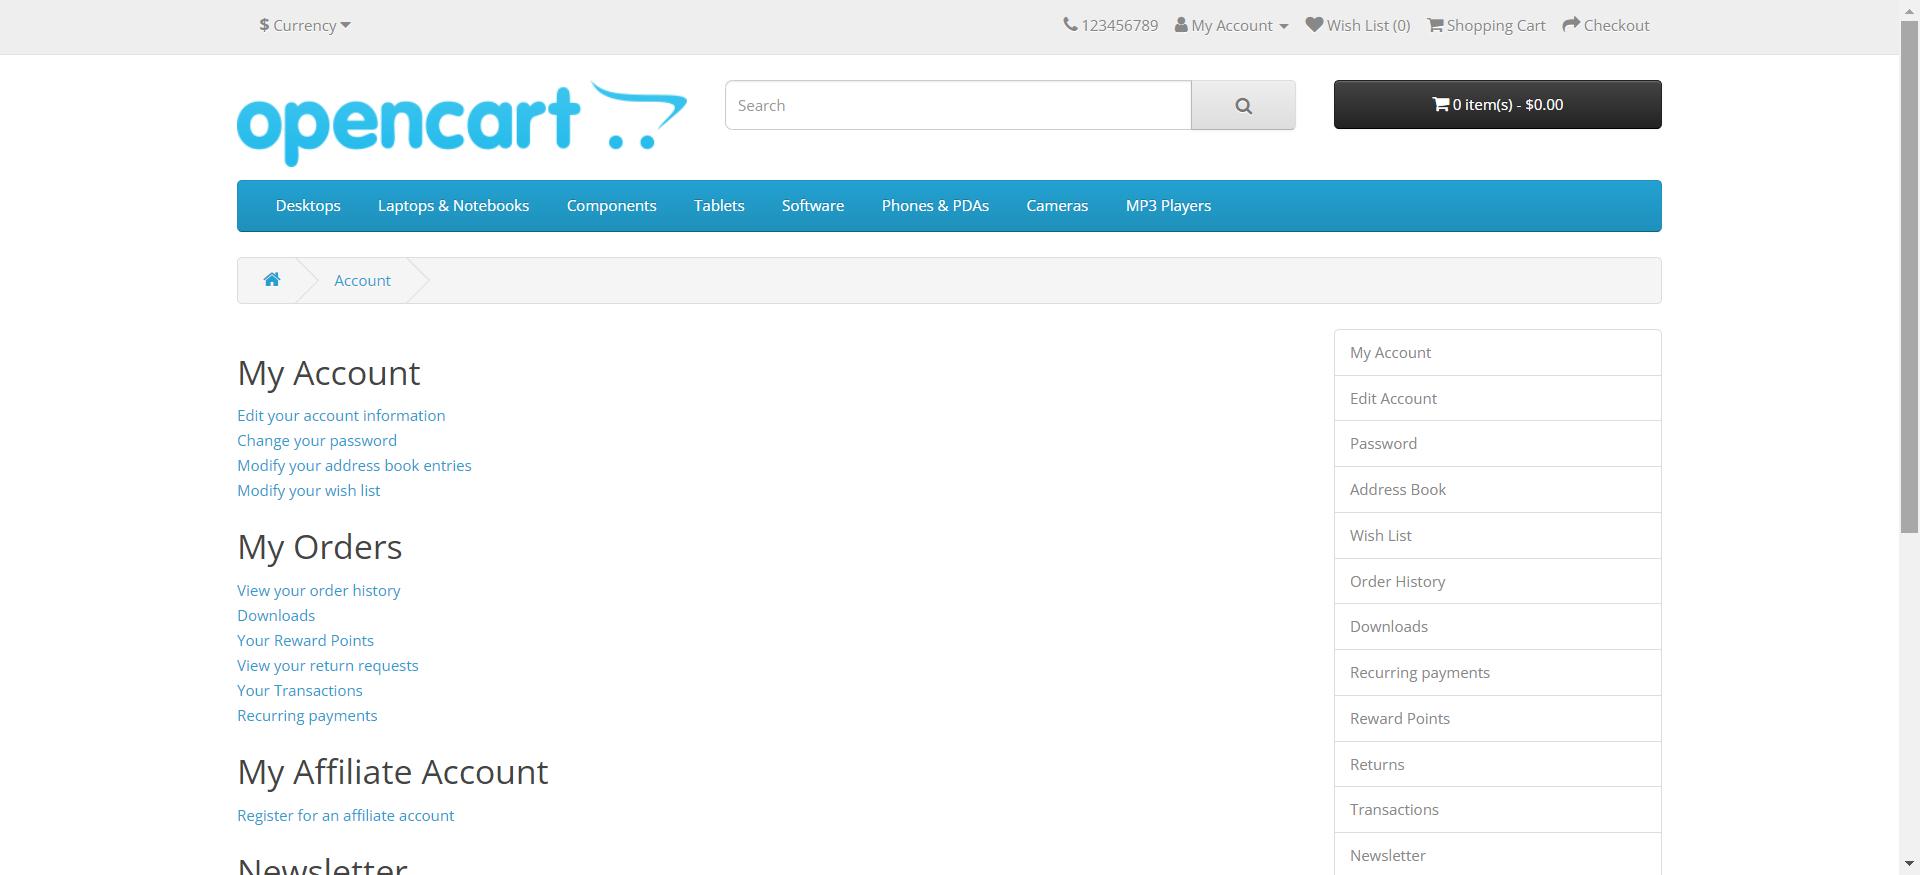 $ Currency
123456789 My Account Wish List (0) Shopping Cart Checkout
opencart
Search
0 item(s) - $0.00
Desktops Laptops & Notebooks Components Tablets Software Phones & PDAs Cameras MP3 Players
Account
My Account
Edit your account information
Change your password
Modify your address book entries
Modify your wish list
My Orders
View your order history
Downloads
Your Reward Points
View your return requests
Your Transactions
Recurring payments
My Affiliate Account
Register for an affiliate account
Newsletter
My Account
Edit Account
Password
Address Book
Wish List
Order History
Downloads
Recurring payments
Reward Points
Returns
Transactions
Newsletter